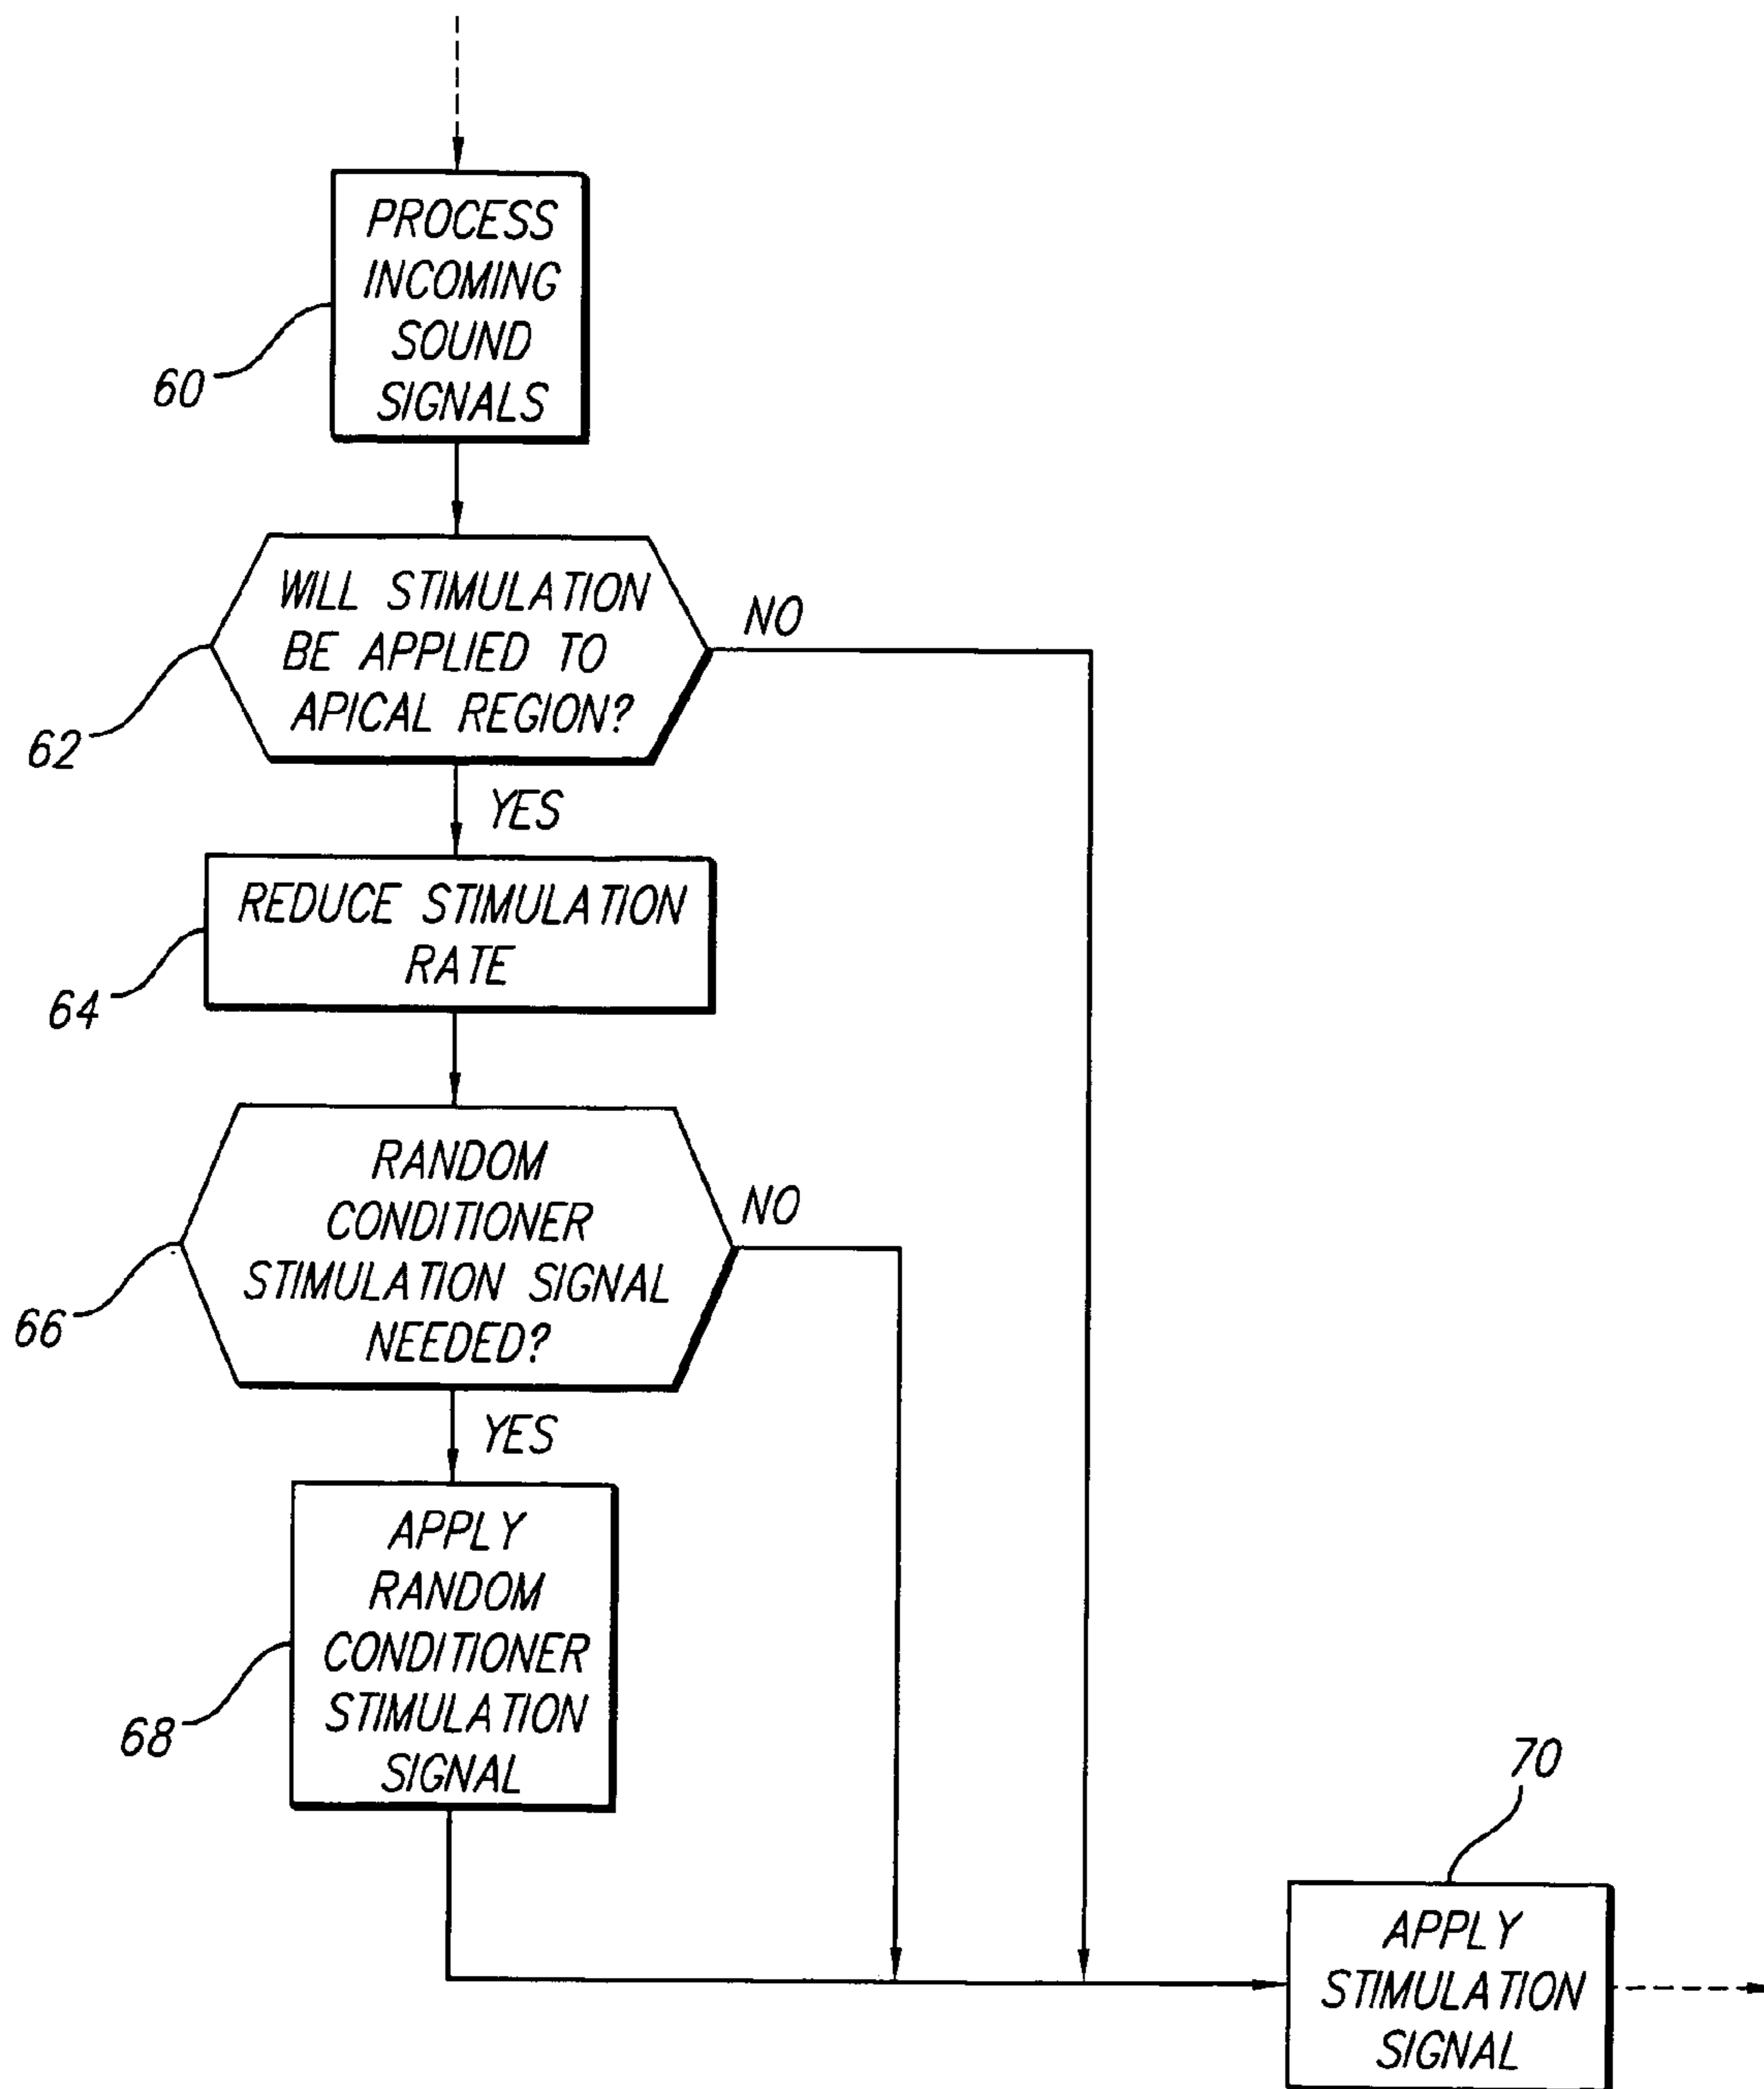 PROCESS
INCOMING
SOUND
SIGNALS
60
WILL STIMULATION
BE APPLIED TO
APICAL REGION?
NO
62
YES
REDUCE STIMULATION
RATE
64
RANDOM
CONDITIONER
STIMULATION SIGNAL
NEEDED?
NO
66
YES
APPLY
RANDOM
CONDITIONER
STIMULATION
SIGNAL
68
70
APPLY
STIMULATION
SIGNAL